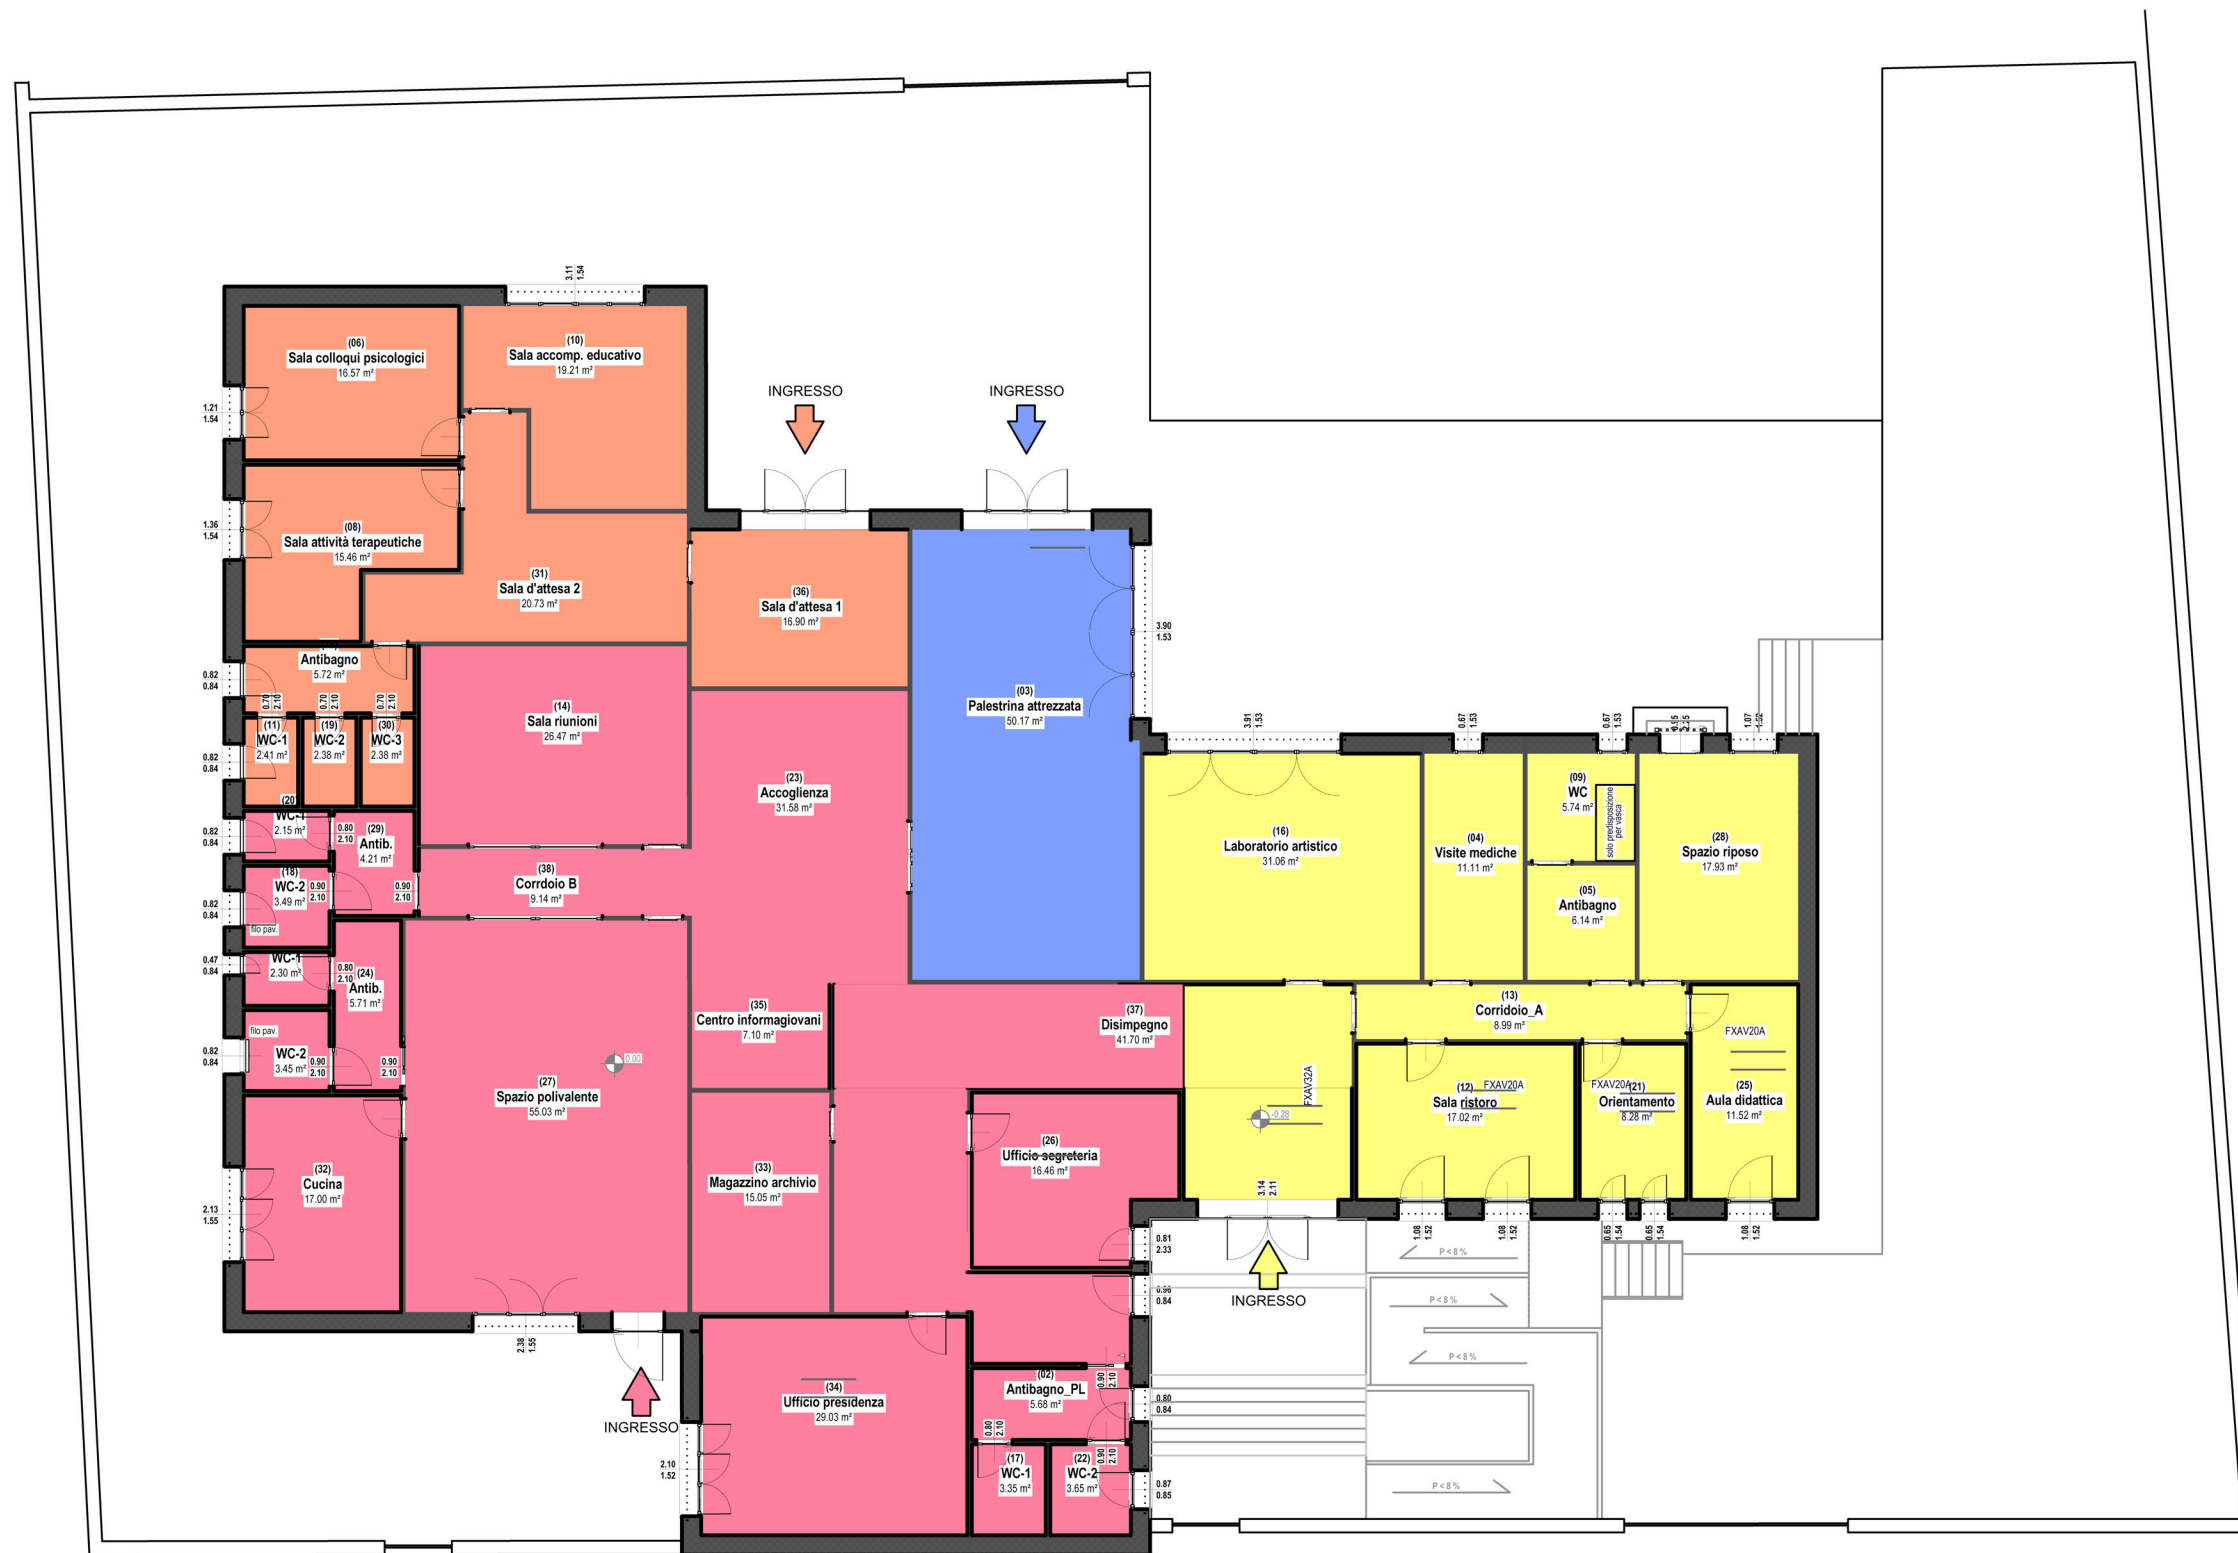 3.11
1.54
(06)
Sala colloqui psicologici
16.57 m²
(10)
Sala accomp. educativo
19.21 m²
INGRESSO
INGRESSO
1.21
1.54
1.36
1.54
(08)
Sala attività terapeutiche
15.46 m²
(31)
Sala d'attesa 2
20.73 m²
(36)
Sala d'attesa 1
16.90 m²
3.90
1.53
Antibagno
5.72 m²
0.82
0.84
0.70
2.10
0.70
2.10
0.70
2.10
(03)
Palestrina attrezzata
50.17 m²
(14)
Sala riunioni
26.47 m²
(11)
WC-1
2.41 m²
(19)
WC-2
2.38 m²
(30)
WC-3
2.38 m²
0.82
0.84
3.91
1.53
0.67
1.53
0.67
1.53
0.95
2.25
1.07
1.52
(23)
Accoglienza
31.58 m²
(09)
WC
5.74 m²
solo predisposizione
per vasca
(20)
WC-1
2.15 m²
0.82
0.84
0.80
2.10
(29)
Antib.
4.21 m²
(16)
Laboratorio artistico
31.06 m²
(04)
Visite mediche
11.11 m²
(28)
Spazio riposo
17.93 m²
(18)
WC-2
3.49 m²
filo pav.
0.82
0.84
0.90
2.10
0.90
2.10
(38)
Corrdoio B
9.14 m²
(05)
Antibagno
6.14 m²
WC-1
2.30 m²
0.47
0.84
0.80
2.10
(24)
Antib.
5.71 m²
(35)
Centro informagiovani
7.10 m²
(37)
Disimpegno
41.70 m²
(13)
Corridoio_A
8.99 m²
FXAV20A
filo pav.
WC-2
3.45 m²
0.82
0.84
0.90
2.10
0.90
2.10
0.00
(27)
Spazio polivalente
55.03 m²
FXAV32A
-0.28
(12)
FXAV20A
Sala ristoro
17.02 m²
FXAV20A
(21)
Orientamento
8.28 m²
(25)
Aula didattica
11.52 m²
(26)
Ufficio segreteria
16.46 m²
(32)
Cucina
17.00 m²
(33)
Magazzino archivio
15.05 m²
2.13
1.55
3.14
2.11
0.81
2.33
1.08
1.52
1.08
1.52
0.65
1.54
0.65
1.54
1.08
1.52
P < 8 %
0.96
0.84
INGRESSO
P < 8 %
2.38
1.55
P < 8 %
INGRESSO
(34)
Ufficio presidenza
29.03 m²
(02)
Antibagno_PL
5.68 m²
0.90
2.10
0.80
0.84
0.80
2.10
0.90
2.10
2.10
1.52
(17)
WC-1
3.35 m²
(22)
WC-2
3.65 m²
0.87
0.85
P < 8 %